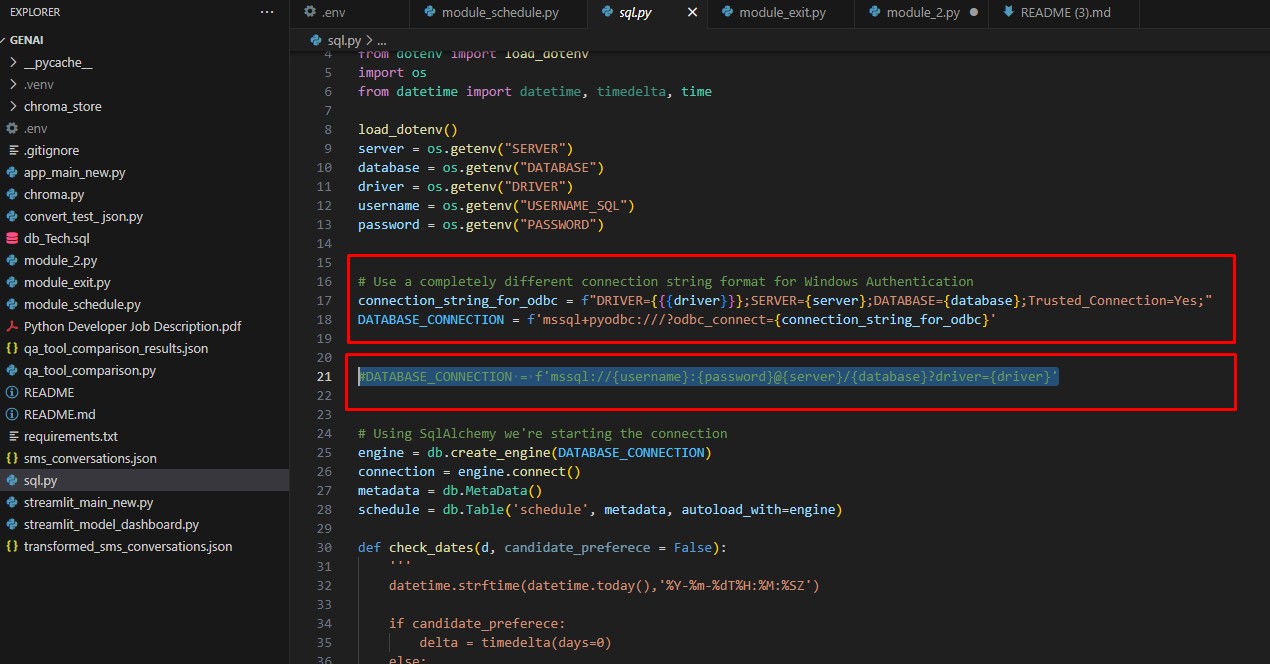 EXPLORER
···
GENAI
__pycache__
.venv
chroma_store
.env
.gitignore
app_main_new.py
chroma.py
convert_test_json.py
db_Tech.sql
module_2.py
module_exit.py
module_schedule.py
Python Developer Job Description.pdf
qa_tool_comparison_results.json
qa_tool_comparison.py
README
README.md
requirements.txt
sms_conversations.json
sql.py
streamlit_main_new.py
streamlit_model_dashboard.py
transformed_sms_conversations.json
.env
module_schedule.py
sql.py
module_exit.py
module_2.py
README (3).md
sql.py > ...
4 from dotenv import load_dotenv
5 import os
6 from datetime import datetime, timedelta, time
7
8 load_dotenv()
9 server = os.getenv("SERVER")
10 database = os.getenv("DATABASE")
11 driver = os.getenv("DRIVER")
12 username = os.getenv("USERNAME_SQL")
13 password = os.getenv("PASSWORD")
14
15
16 # Use a completely different connection string format for Windows Authentication
17 connection_string_for_odbc = f"DRIVER={{{driver}}};SERVER={server};DATABASE={database};Trusted_Connection=Yes;"
18 DATABASE_CONNECTION = f'mssql+pyodbc:///?odbc_connect={connection_string_for_odbc}'
19
20
21 #DATABASE_CONNECTION = f'mssql://{username}:{password}@{server}/{database}?driver={driver}'
22
23
24 # Using SqlAlchemy we're starting the connection
25 engine = db.create_engine(DATABASE_CONNECTION)
26 connection = engine.connect()
27 metadata = db.MetaData()
28 schedule = db.Table('schedule', metadata, autoload_with=engine)
29
30 def check_dates(d, candidate_preferece = False):
31 '''
32 datetime.strftime(datetime.today(),'%Y-%m-%dT%H:%M:%SZ')
33
34 if candidate_preferece:
35 delta = timedelta(days=0)
36 else: